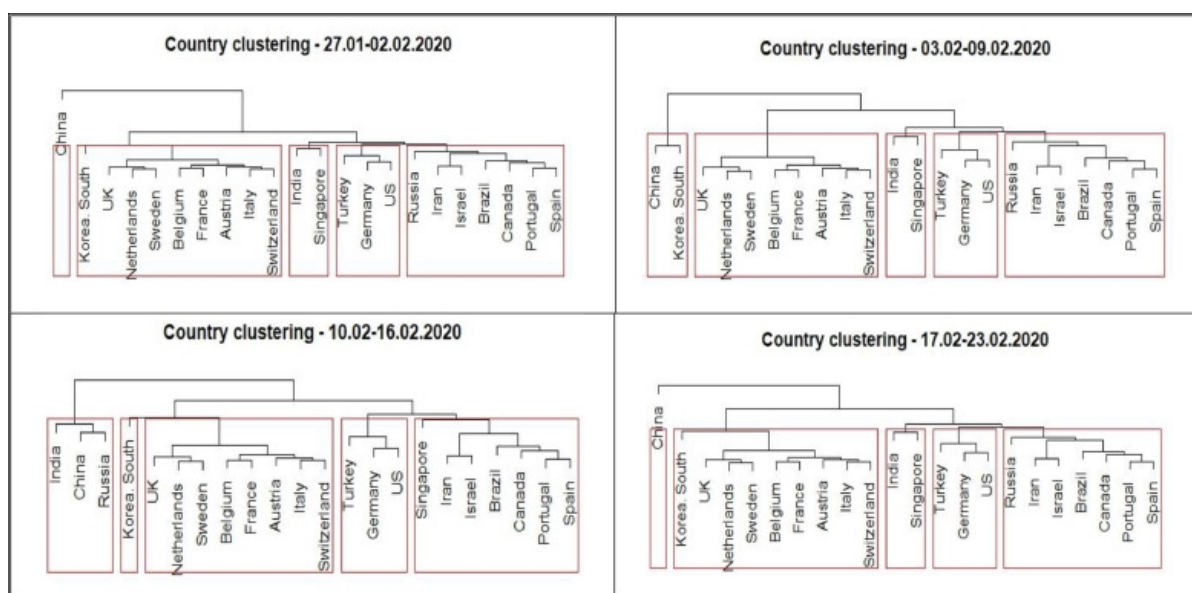 Country clustering - 27.01-02.02.2020
China
Korea. South
UK
Netherlands
Sweden
Belgium
France
Austria
Italy
Switzerland
India
Singapore
Turkey
Germany
US
Russia
Iran
Israel
Brazil
Canada
Portugal
Spain
Country clustering - 03.02-09.02.2020
China
Korea. South
UK
Netherlands
Sweden
Belgium
France
Austria
Italy
Switzerland
India
Singapore
Turkey
Germany
US
Russia
Iran
Israel
Brazil
Canada
Portugal
Spain
Country clustering - 10.02-16.02.2020
India
China
Russia
Korea. South
UK
Netherlands
Sweden
Belgium
France
Austria
Italy
Switzerland
Turkey
Germany
US
Singapore
Iran
Israel
Brazil
Canada
Portugal
Spain
Country clustering - 17.02-23.02.2020
China
Korea. South
UK
Netherlands
Sweden
Belgium
France
Austria
Italy
Switzerland
India
Singapore
Turkey
Germany
US
Russia
Iran
Israel
Brazil
Canada
Portugal
Spain